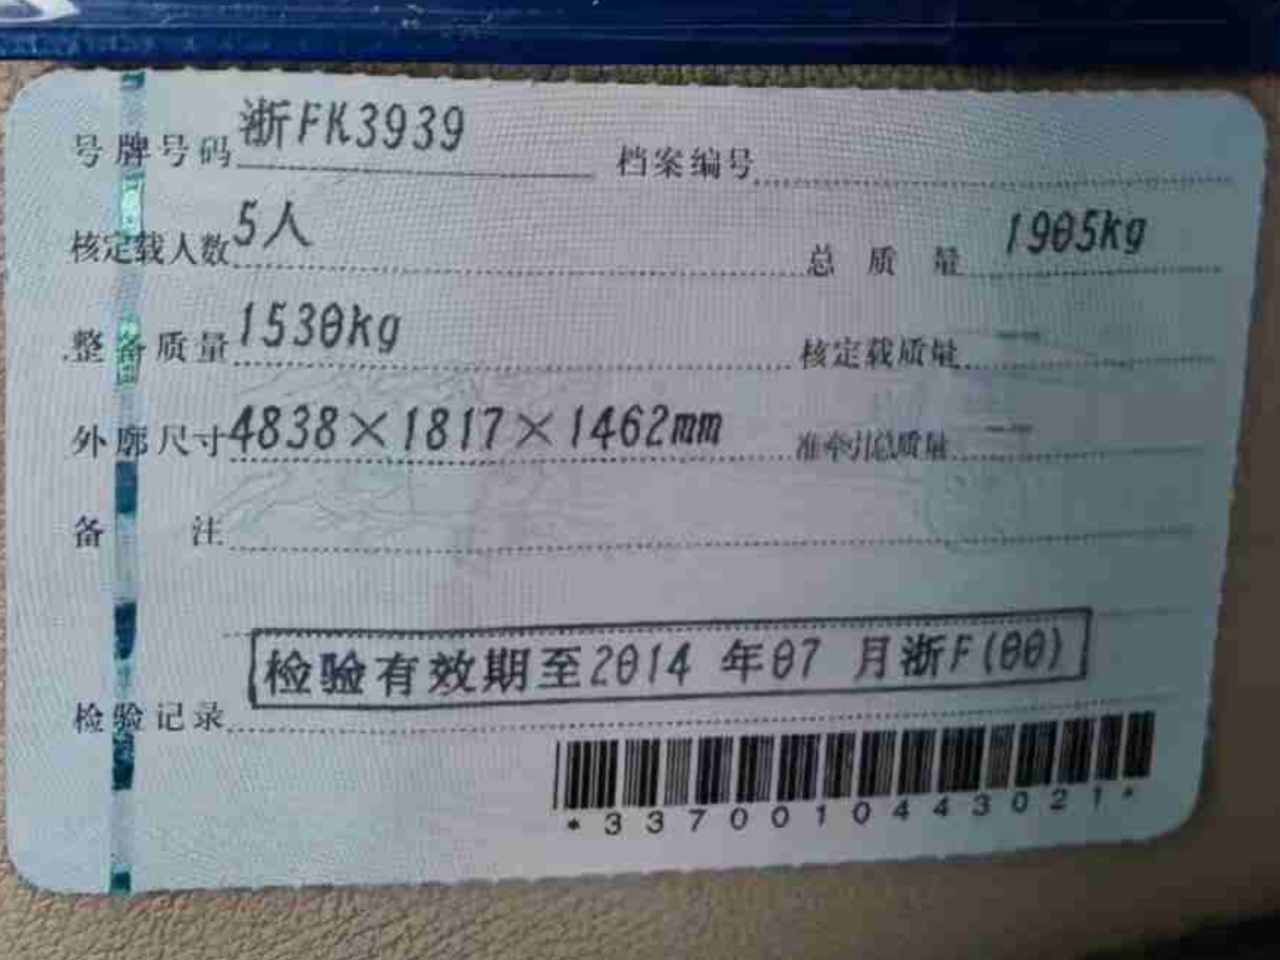 号牌号码 浙FK3939 档案编号
核定载人数 5人 总质量 1905kg
整备质量 1530kg 核定载质量 --
外廓尺寸 4838×1817×1462mm 准牵引总质量 --
备注
检验有效期至2014 年07 月浙F(00)
检验记录
*3370010443021*